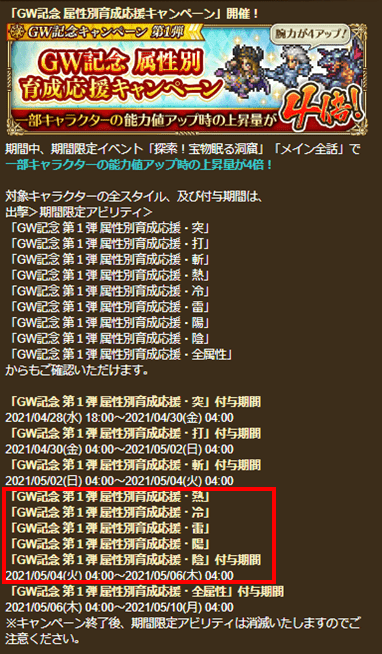 「GW記念 属性別育成応援キャンペーン」開催！
GW記念キャンペーン 第1弾
腕力が4アップ！
GW記念 属性別
育成応援キャンペーン
一部キャラクターの能力値アップ時の上昇量が
4倍！
期間中、期間限定イベント「探索！宝物眠る洞窟」「メイン全話」で
一部キャラクターの能力値アップ時の上昇量が4倍！
対象キャラクターの全スタイル、及び付与期間は、
出撃＞期間限定アビリティ＞
「GW記念 第１弾 属性別育成応援・突」
「GW記念 第１弾 属性別育成応援・打」
「GW記念 第１弾 属性別育成応援・斬」
「GW記念 第１弾 属性別育成応援・熱」
「GW記念 第１弾 属性別育成応援・冷」
「GW記念 第１弾 属性別育成応援・雷」
「GW記念 第１弾 属性別育成応援・陽」
「GW記念 第１弾 属性別育成応援・陰」
「GW記念 第１弾 属性別育成応援・全属性」
からもご確認いただけます。
「GW記念 第１弾 属性別育成応援・突」付与期間
2021/04/28(水) 18:00～2021/04/30(金) 04:00
「GW記念 第１弾 属性別育成応援・打」付与期間
2021/04/30(金) 04:00～2021/05/02(日) 04:00
「GW記念 第１弾 属性別育成応援・斬」付与期間
2021/05/02(日) 04:00～2021/05/04(火) 04:00
「GW記念 第１弾 属性別育成応援・熱」
「GW記念 第１弾 属性別育成応援・冷」
「GW記念 第１弾 属性別育成応援・雷」
「GW記念 第１弾 属性別育成応援・陽」
「GW記念 第１弾 属性別育成応援・陰」付与期間
2021/05/04(火) 04:00～2021/05/06(木) 04:00
「GW記念 第１弾 属性別育成応援・全属性」付与期間
2021/05/06(木) 04:00～2021/05/10(月) 04:00
※キャンペーン終了後、期間限定アビリティは消滅いたしますのでご
注意ください。